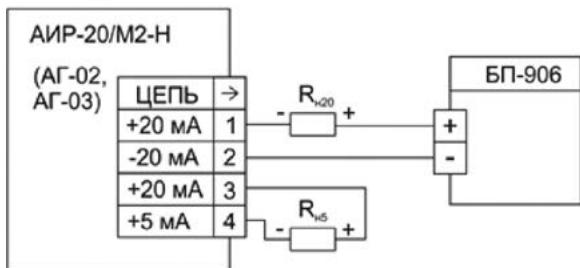 АИР-20/М2-Н
(АГ-02,
АГ-03)
ЦЕПЬ →
+20 мА 1
-20 мА 2
+20 мА 3
+5 мА 4
- Rн20 +
- Rн5 +
БП-906
+
-